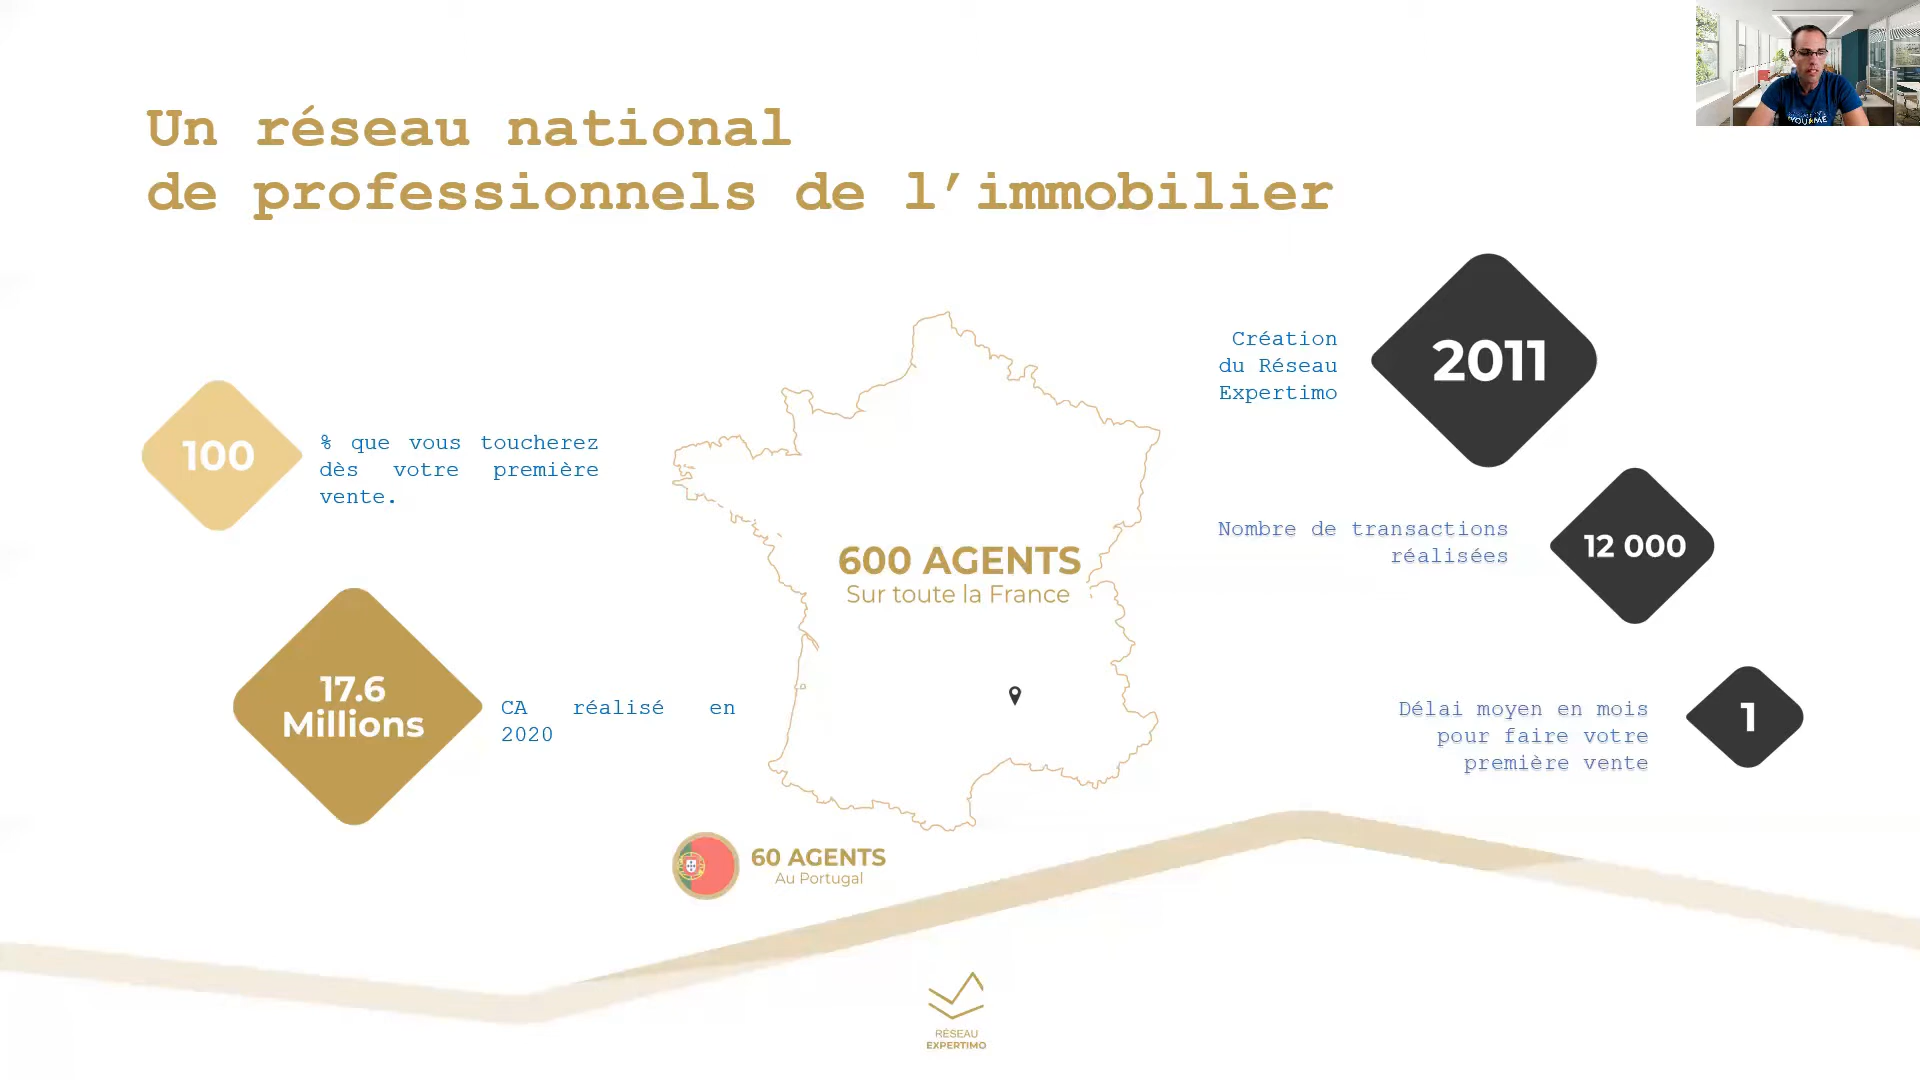 Un réseau national
de professionnels de l’immobilier
100
% que vous toucherez
dès votre première
vente.
17.6
Millions
CA réalisé en
2020
600 AGENTS
Sur toute la France
60 AGENTS
Au Portugal
Création
du Réseau
Expertimo
2011
Nombre de transactions
réalisées
12 000
Délai moyen en mois
pour faire votre
première vente
1
RÉSEAU
EXPERTIMO